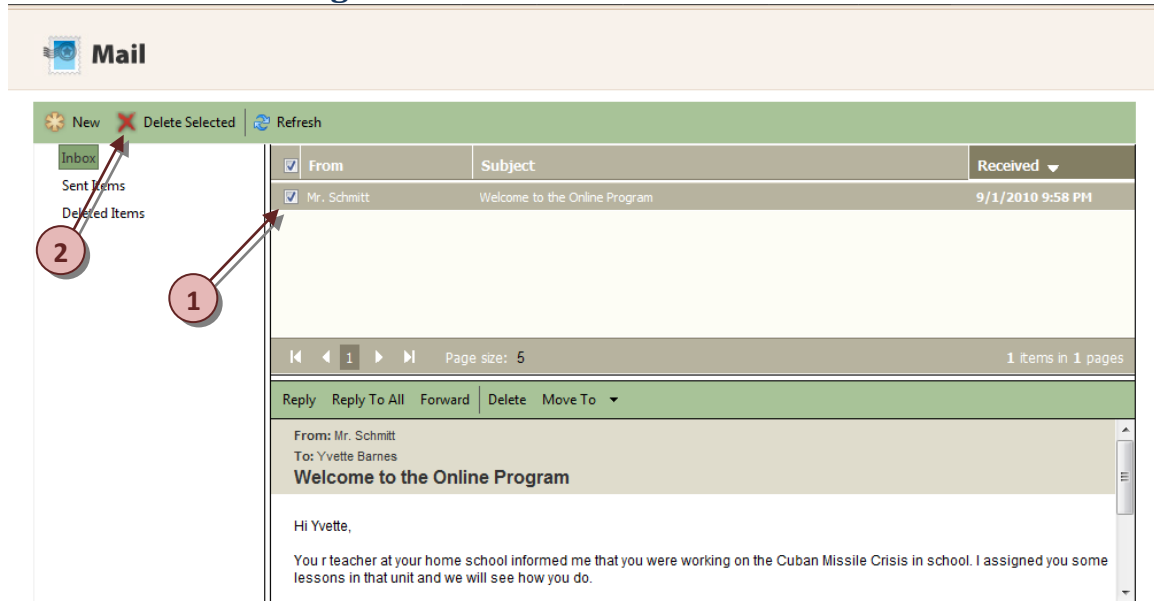 Mail
New Delete Selected Refresh
Inbox
Sent Items
Deleted Items
From Subject Received
Mr. Schmitt Welcome to the Online Program 9/1/2010 9:58 PM
2
1
1 Page size: 5 1 items in 1 pages
Reply Reply To All Forward Delete Move To
From: Mr. Schmitt
To: Yvette Barnes
Welcome to the Online Program
Hi Yvette,
You r teacher at your home school informed me that you were working on the Cuban Missile Crisis in school. I assigned you some
lessons in that unit and we will see how you do.